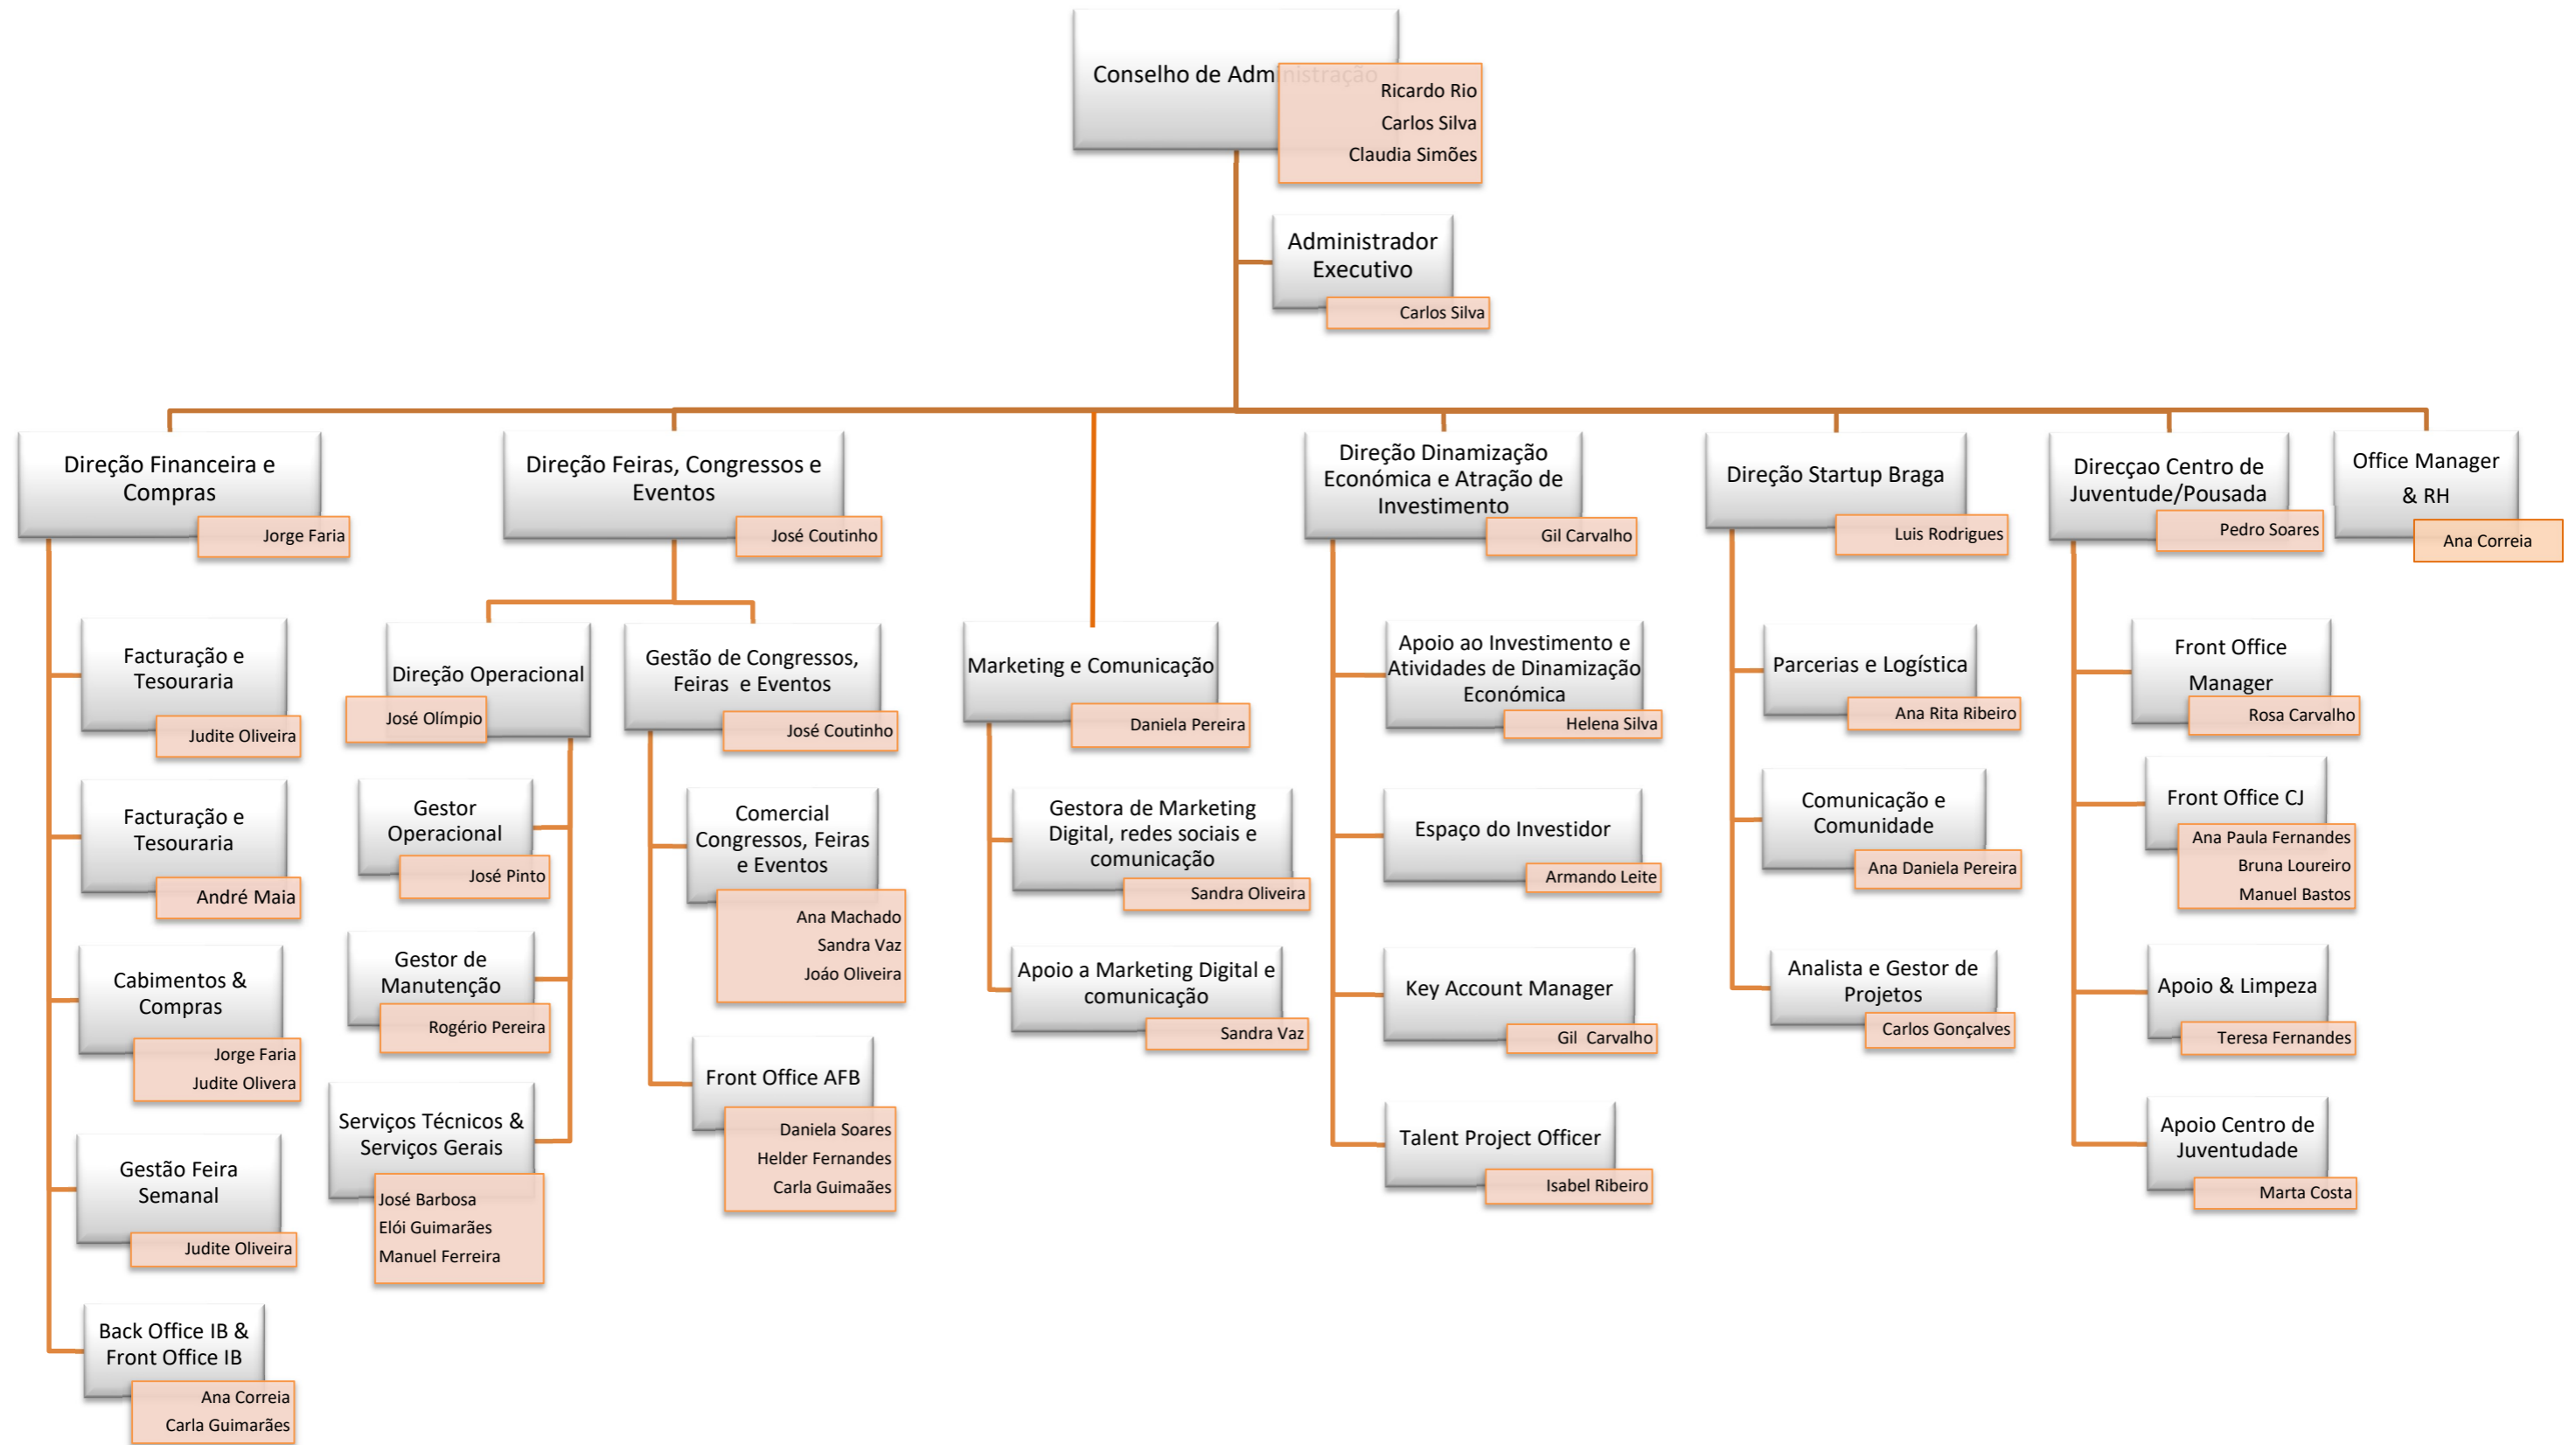 Conselho de Administração
Ricardo Rio
Carlos Silva
Claudia Simões
Administrador
Executivo
Carlos Silva
Direção Financeira e
Compras
Jorge Faria
Direção Feiras, Congressos e
Eventos
José Coutinho
Direção Dinamização
Económica e Atração de
Investimento
Gil Carvalho
Direção Startup Braga
Luis Rodrigues
Direcçao Centro de
Juventude/Pousada
Pedro Soares
Office Manager
& RH
Ana Correia
Facturação e
Tesouraria
Judite Oliveira
Facturação e
Tesouraria
André Maia
Cabimentos &
Compras
Jorge Faria
Judite Olivera
Gestão Feira
Semanal
Judite Oliveira
Back Office IB &
Front Office IB
Ana Correia
Carla Guimarães
Direção Operacional
José Olímpio
Gestor
Operacional
José Pinto
Gestor de
Manutenção
Rogério Pereira
Serviços Técnicos &
Serviços Gerais
José Barbosa
Elói Guimarães
Manuel Ferreira
Gestão de Congressos,
Feiras e Eventos
José Coutinho
Comercial
Congressos, Feiras
e Eventos
Ana Machado
Sandra Vaz
Joáo Oliveira
Front Office AFB
Daniela Soares
Helder Fernandes
Carla Guimaães
Marketing e Comunicação
Daniela Pereira
Gestora de Marketing
Digital, redes sociais e
comunicação
Sandra Oliveira
Apoio a Marketing Digital e
comunicação
Sandra Vaz
Apoio ao Investimento e
Atividades de Dinamização
Económica
Helena Silva
Espaço do Investidor
Armando Leite
Key Account Manager
Gil Carvalho
Talent Project Officer
Isabel Ribeiro
Parcerias e Logística
Ana Rita Ribeiro
Comunicação e
Comunidade
Ana Daniela Pereira
Analista e Gestor de
Projetos
Carlos Gonçalves
Front Office
Manager
Rosa Carvalho
Front Office CJ
Ana Paula Fernandes
Bruna Loureiro
Manuel Bastos
Apoio & Limpeza
Teresa Fernandes
Apoio Centro de
Juventudade
Marta Costa